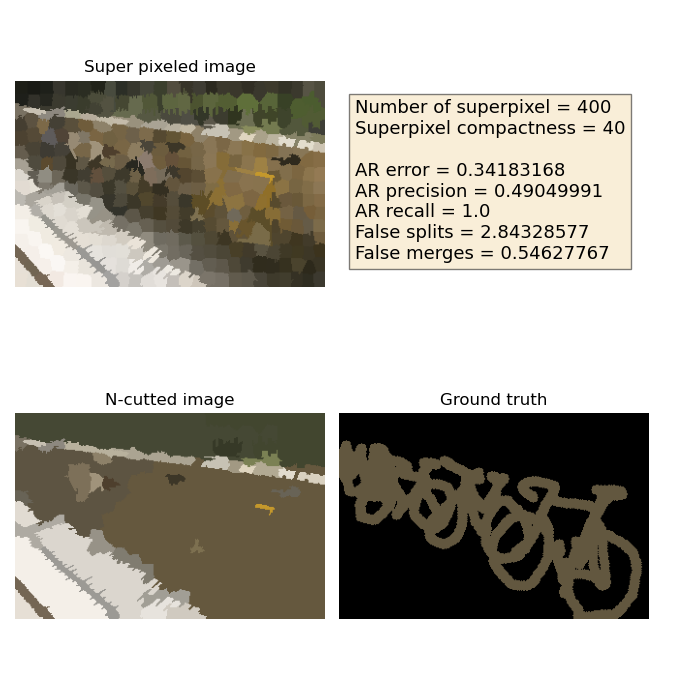 Super pixeled image
Number of superpixel = 400
Superpixel compactness = 40
AR error = 0.34183168
AR precision = 0.49049991
AR recall = 1.0
False splits = 2.84328577
False merges = 0.54627767
N-cutted image
Ground truth